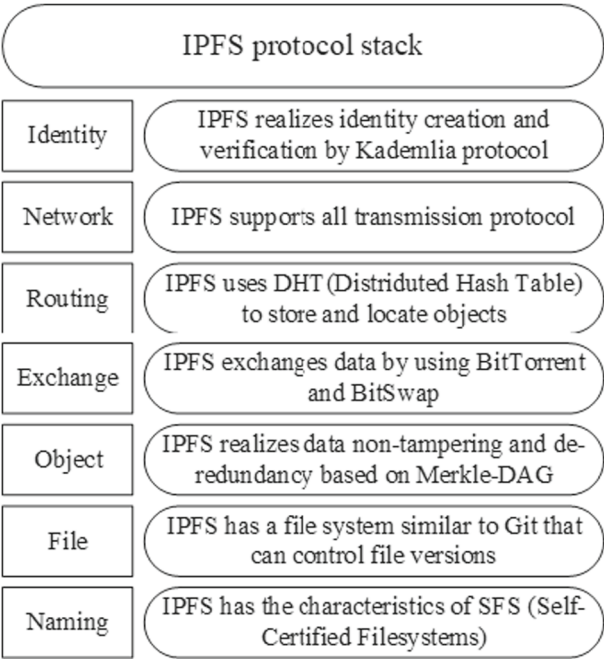 IPFS protocol stack
Identity
IPFS realizes identity creation and
verification by Kademlia protocol
Network
IPFS supports all transmission protocol
Routing
IPFS uses DHT(Distriduted Hash Table)
to store and locate objects
Exchange
IPFS exchanges data by using BitTorrent
and BitSwap
Object
IPFS realizes data non-tampering and de-
redundancy based on Merkle-DAG
File
IPFS has a file system similar to Git that
can control file versions
Naming
IPFS has the characteristics of SFS (Self-
Certified Filesystems)